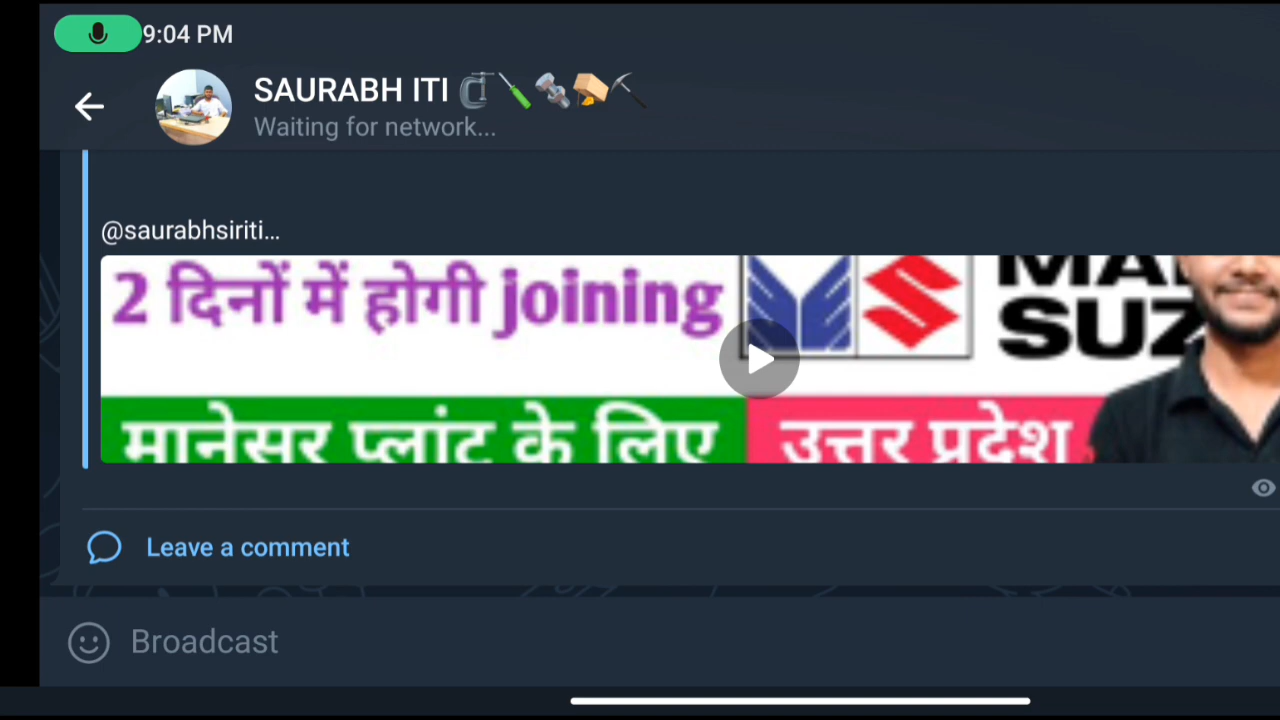 9:04 PM
SAURABH ITI
Waiting for network...
@saurabhsiriti...
2 दिनों में होगी joining
SUZ
मानेसर प्लांट के लिए
उत्तर प्रदेश
Leave a comment
Broadcast